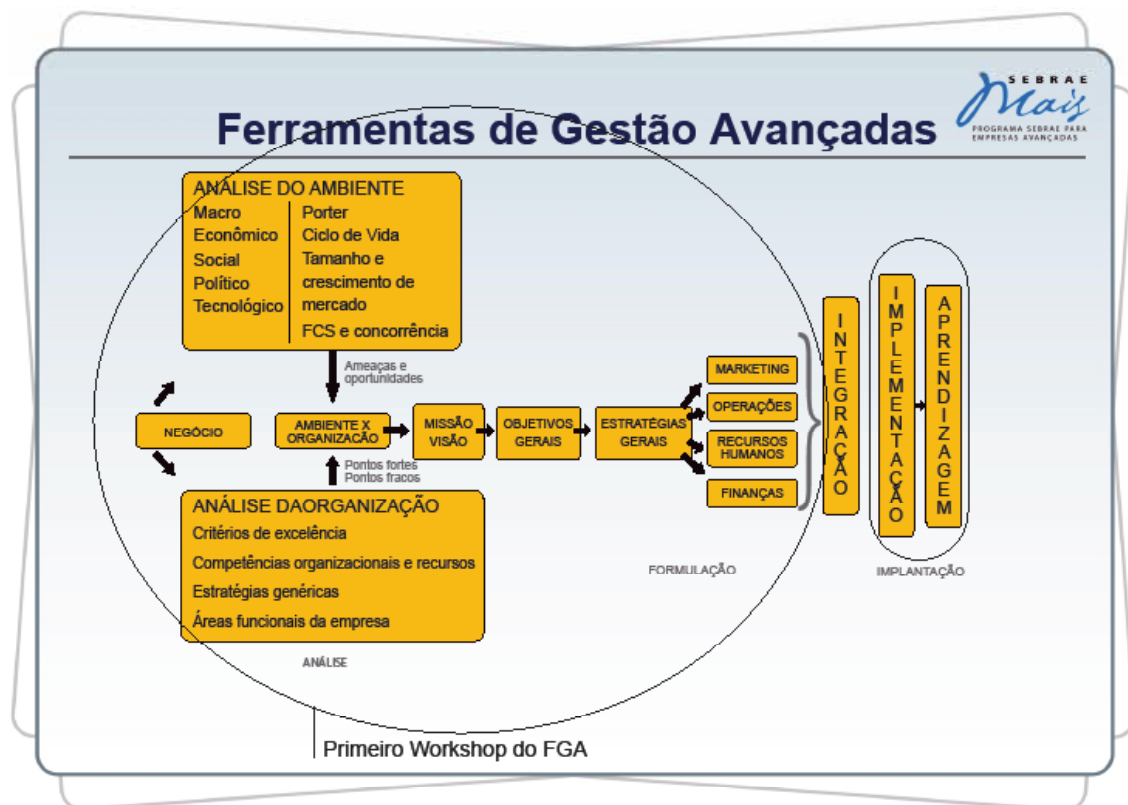 SEBRAE
Mais
PROGRAMA SEBRAE PARA
EMPRESAS AVANÇADAS
Ferramentas de Gestão Avançadas
ANÁLISE DO AMBIENTE
Macro
Econômico
Social
Político
Tecnológico
Porter
Ciclo de Vida
Tamanho e
crescimento de
mercado
FCS e concorrência
Ameaças e
oportunidades
NEGÓCIO
AMBIENTE X
ORGANIZAÇÃO
MISSÃO
VISÃO
OBJETIVOS
GERAIS
ESTRATÉGIAS
GERAIS
MARKETING
OPERAÇÕES
RECURSOS
HUMANOS
FINANÇAS
INTEGRAÇÃO
IMPLEMENTAÇÃO
APRENDIZAGEM
Pontos fortes
Pontos fracos
ANÁLISE DAORGANIZAÇÃO
Critérios de excelência
Competências organizacionais e recursos
Estratégias genéricas
Áreas funcionais da empresa
FORMULAÇÃO
IMPLANTAÇÃO
ANÁLISE
Primeiro Workshop do FGA